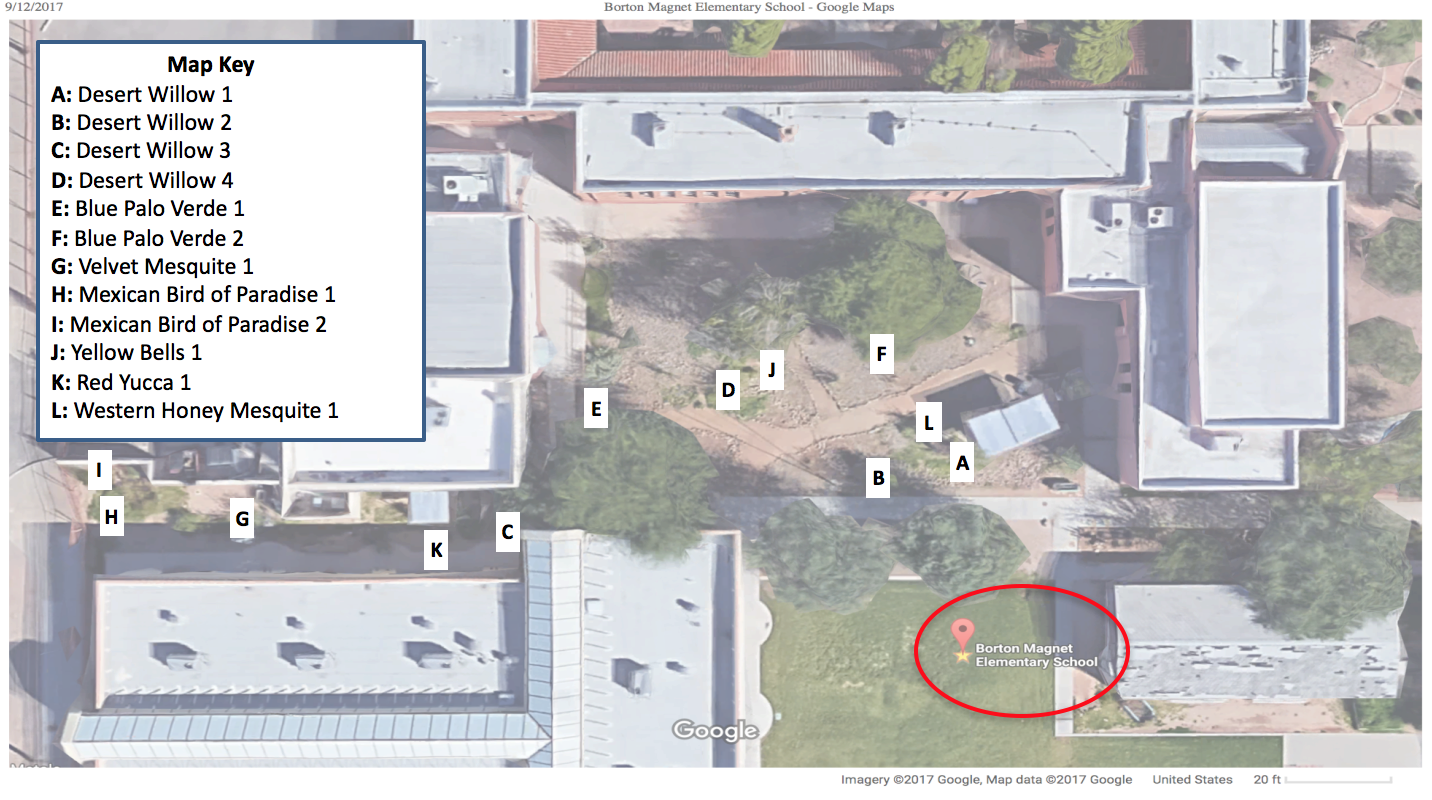 9/12/2017
Borton Magnet Elementary School - Google Maps
Map Key
A: Desert Willow 1
B: Desert Willow 2
C: Desert Willow 3
D: Desert Willow 4
E: Blue Palo Verde 1
F: Blue Palo Verde 2
G: Velvet Mesquite 1
H: Mexican Bird of Paradise 1
I: Mexican Bird of Paradise 2
J: Yellow Bells 1
K: Red Yucca 1
L: Western Honey Mesquite 1
F
J
D
E
L
A
I
B
H
G
C
K
Borton Magnet
Elementary School
Google
Imagery ©2017 Google, Map data ©2017 Google United States 20 ft